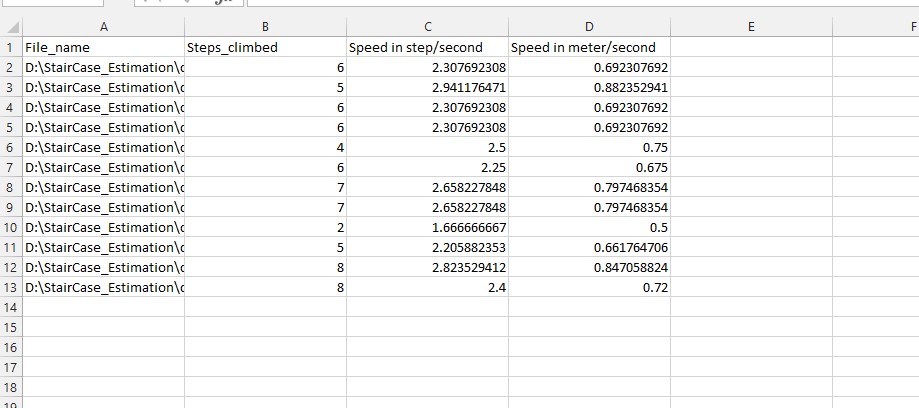 A B C D E F
1 File_name Steps_climbed Speed in step/second Speed in meter/second
2 D:\StairCase_Estimation\ 6 2.307692308 0.692307692
3 D:\StairCase_Estimation\ 5 2.941176471 0.882352941
4 D:\StairCase_Estimation\ 6 2.307692308 0.692307692
5 D:\StairCase_Estimation\ 6 2.307692308 0.692307692
6 D:\StairCase_Estimation\ 4 2.5 0.75
7 D:\StairCase_Estimation\ 6 2.25 0.675
8 D:\StairCase_Estimation\ 7 2.658227848 0.797468354
9 D:\StairCase_Estimation\ 7 2.658227848 0.797468354
10 D:\StairCase_Estimation\ 2 1.666666667 0.5
11 D:\StairCase_Estimation\ 5 2.205882353 0.661764706
12 D:\StairCase_Estimation\ 8 2.823529412 0.847058824
13 D:\StairCase_Estimation\ 8 2.4 0.72
14
15
16
17
18
19